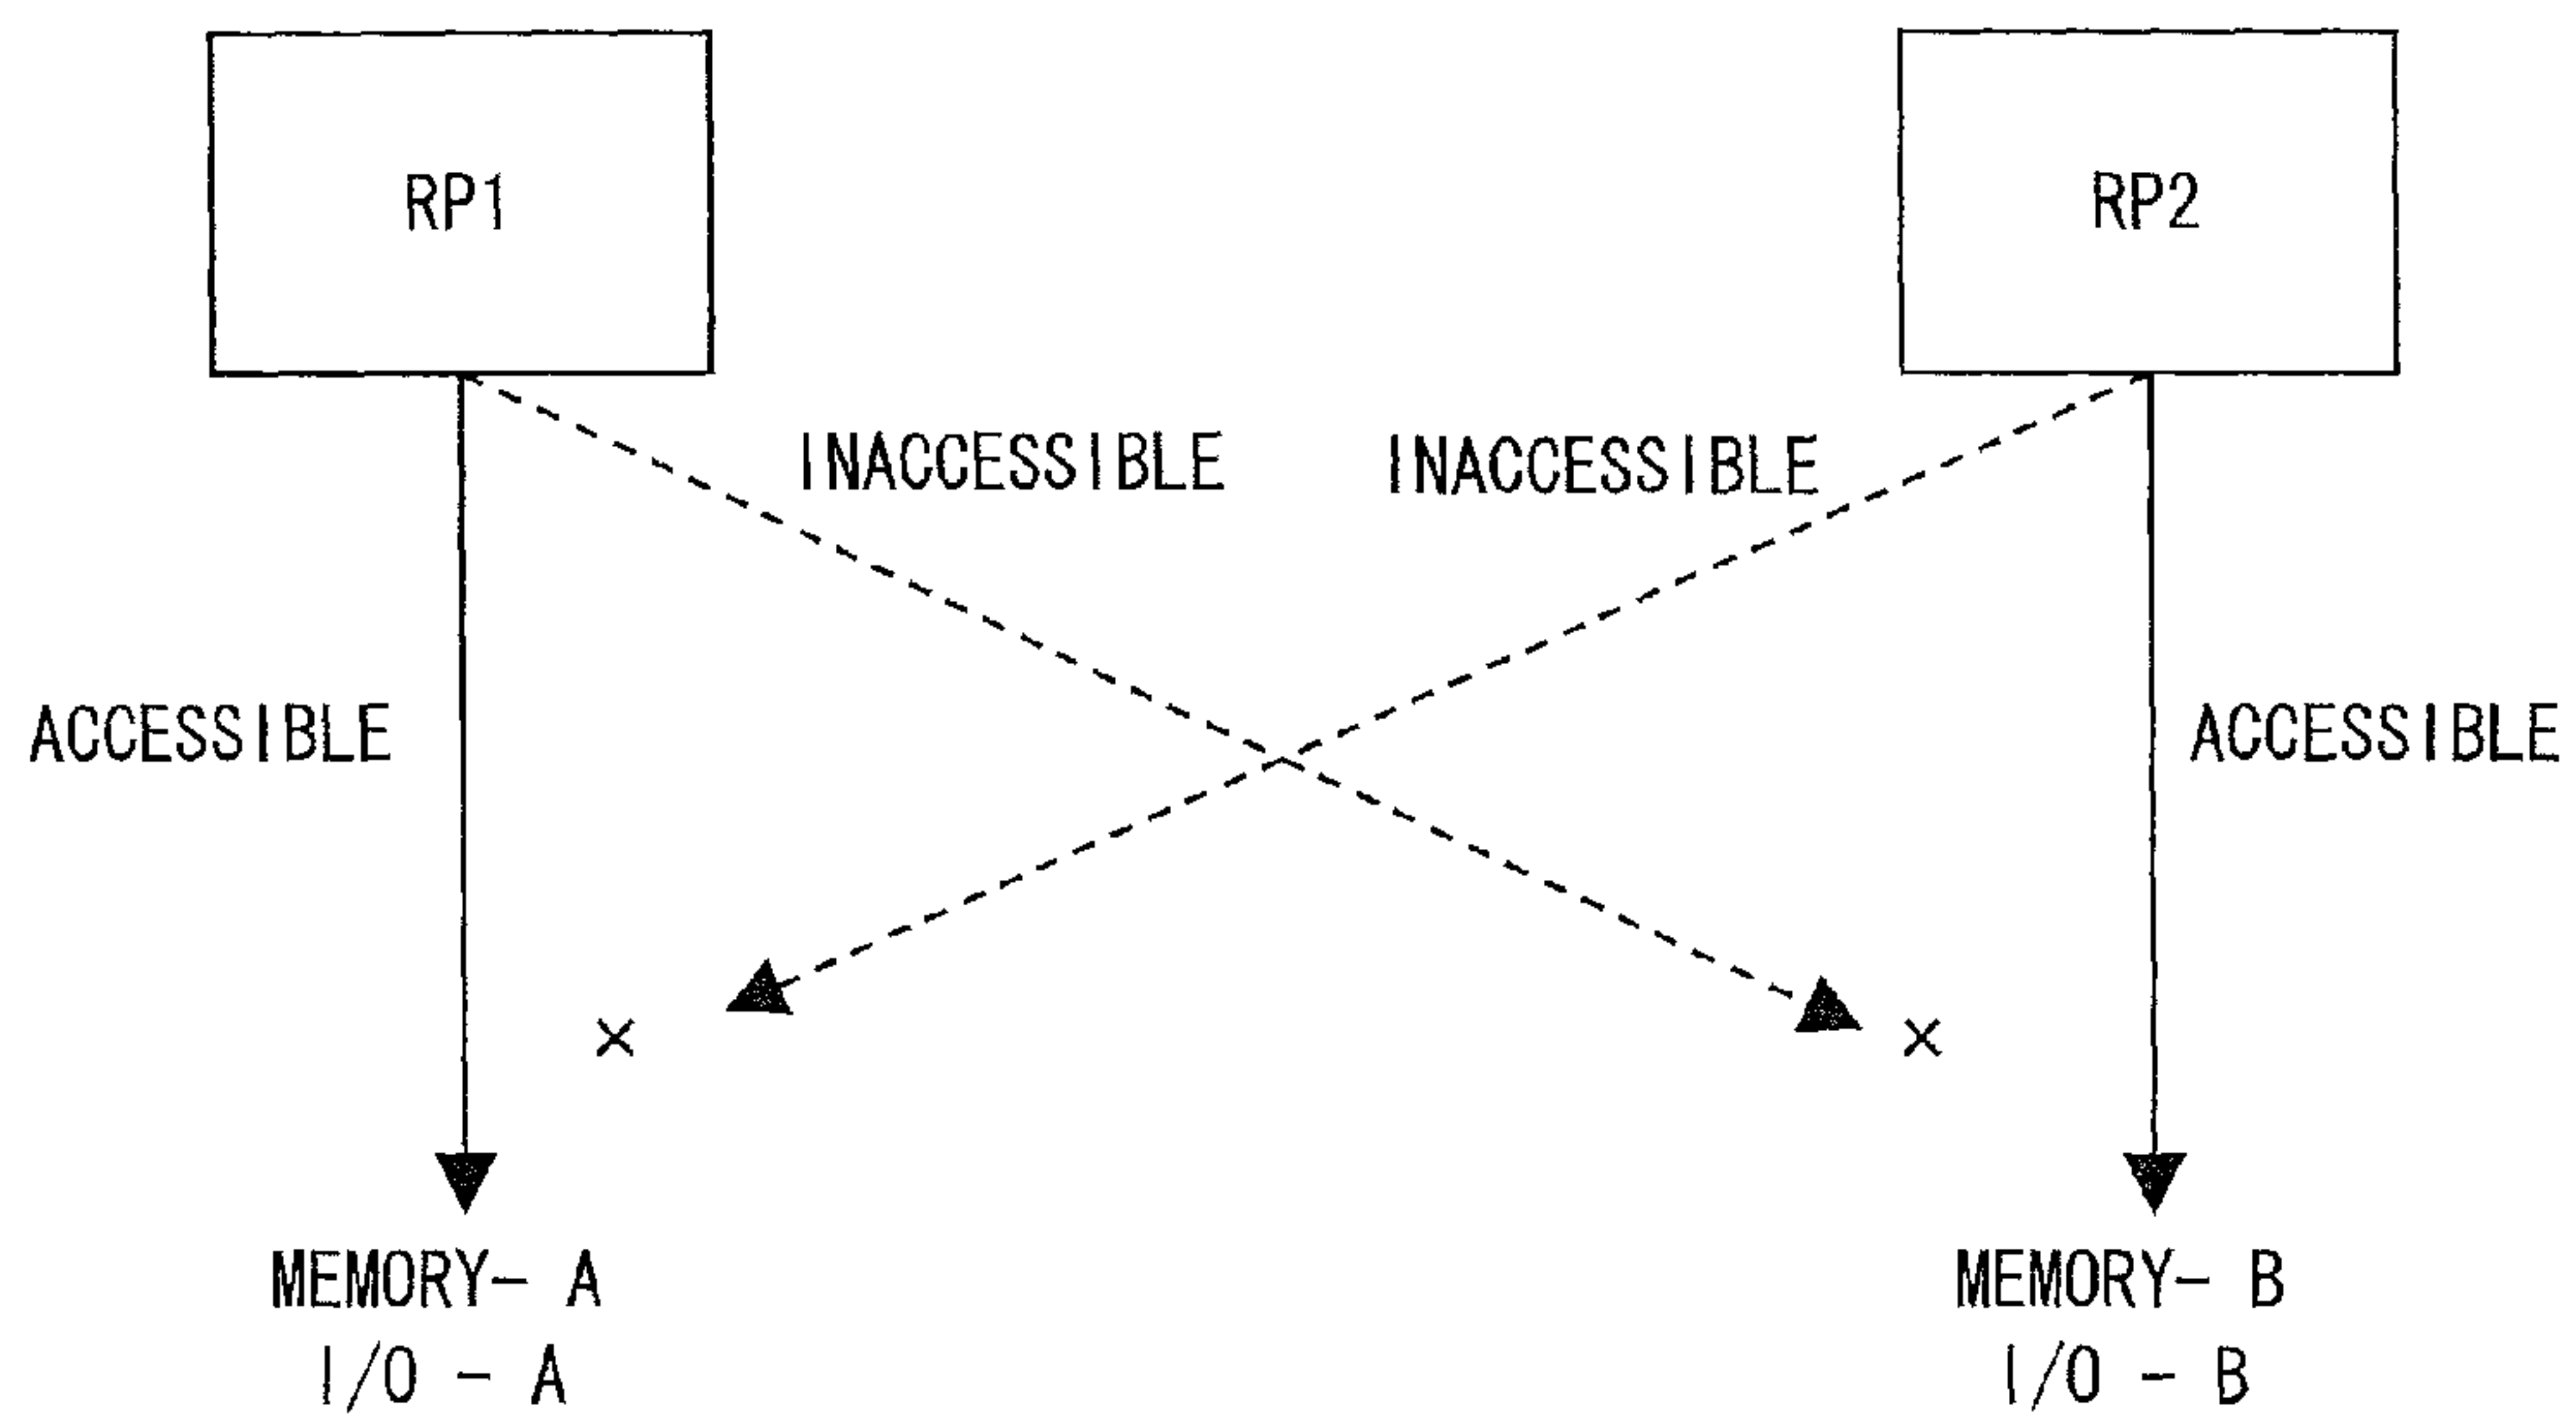 RP1
RP2
INACCESSIBLE
INACCESSIBLE
ACCESSIBLE
ACCESSIBLE
×
×
MEMORY- A
I/O - A
MEMORY- B
I/O - B